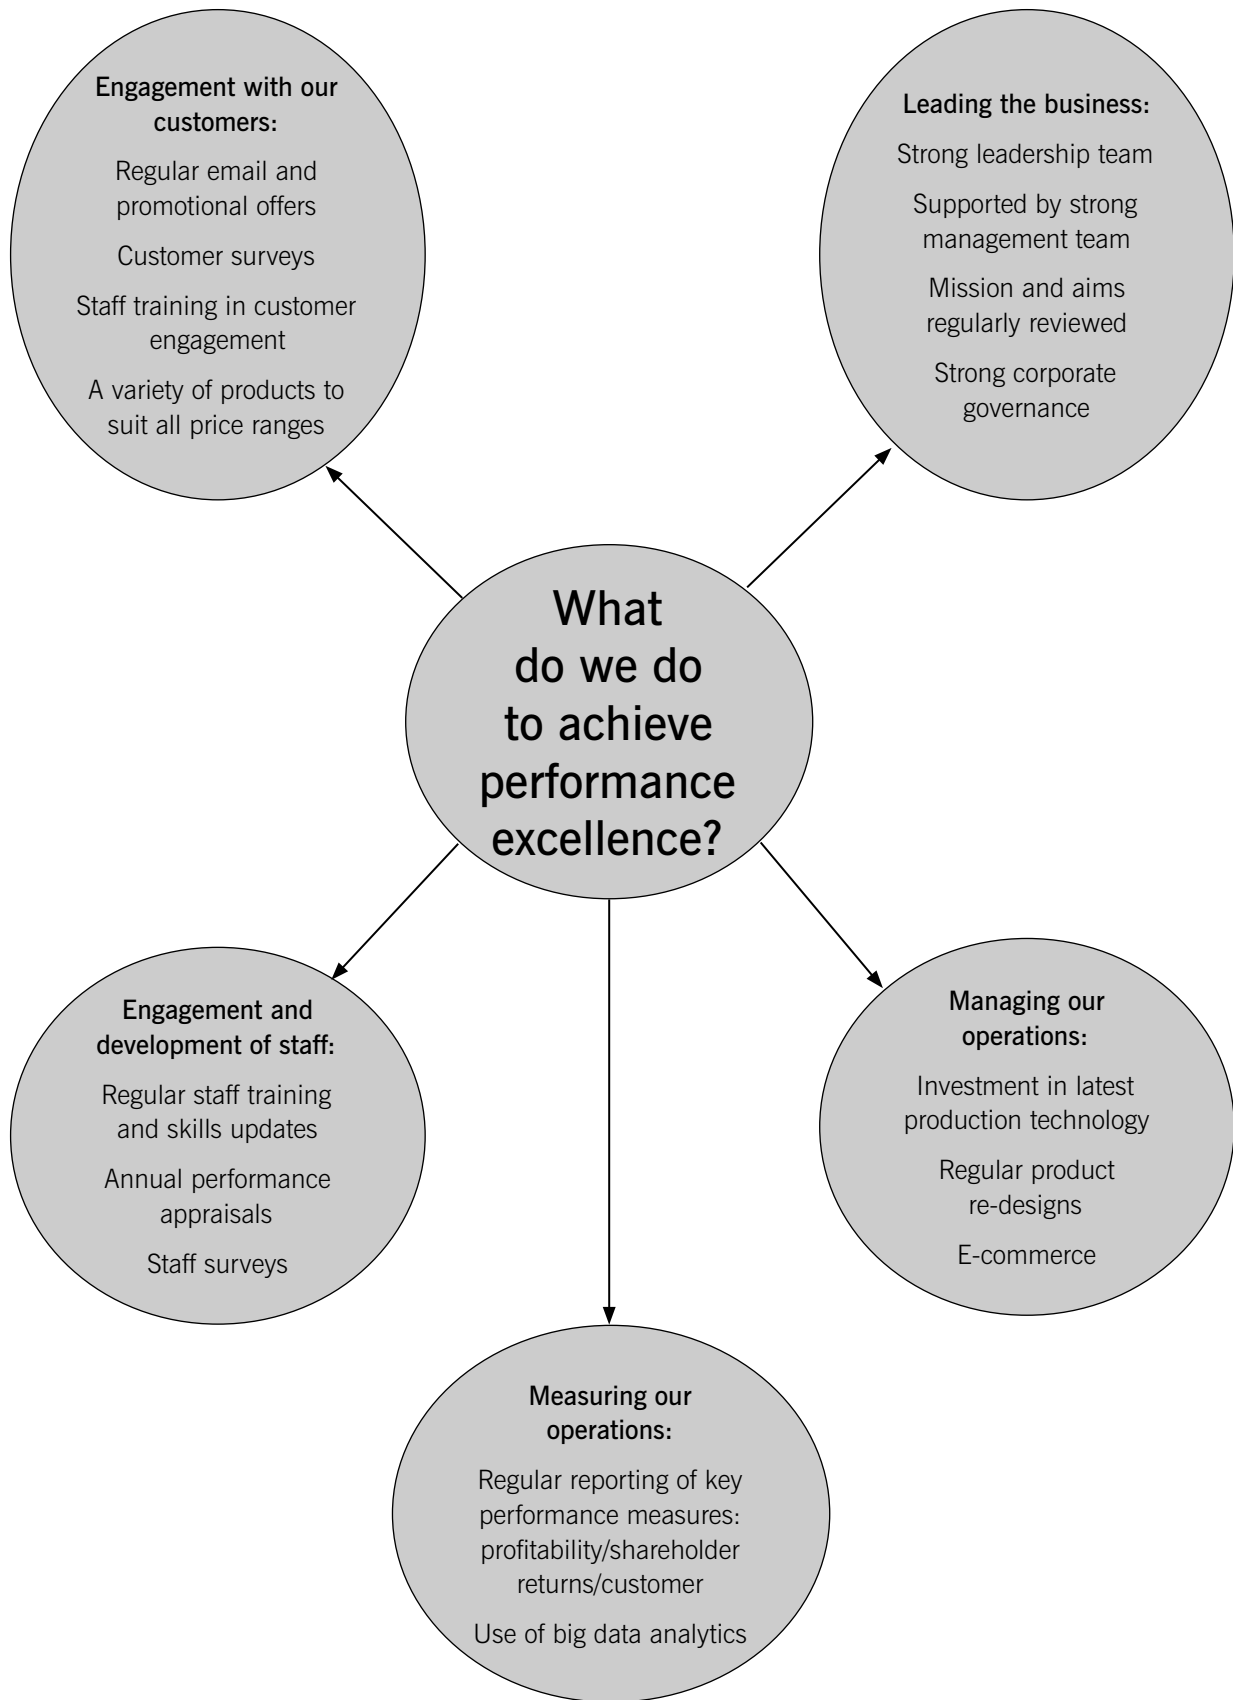 Engagement with our
customers:
Regular email and
promotional offers
Customer surveys
Staff training in customer
engagement
A variety of products to
suit all price ranges
Leading the business:
Strong leadership team
Supported by strong
management team
Mission and aims
regularly reviewed
Strong corporate
governance
What
do we do
to achieve
performance
excellence?
Engagement and
development of staff:
Regular staff training
and skills updates
Annual performance
appraisals
Staff surveys
Managing our
operations:
Investment in latest
production technology
Regular product
re-designs
E-commerce
Measuring our
operations:
Regular reporting of key
performance measures:
profitability/shareholder
returns/customer
Use of big data analytics